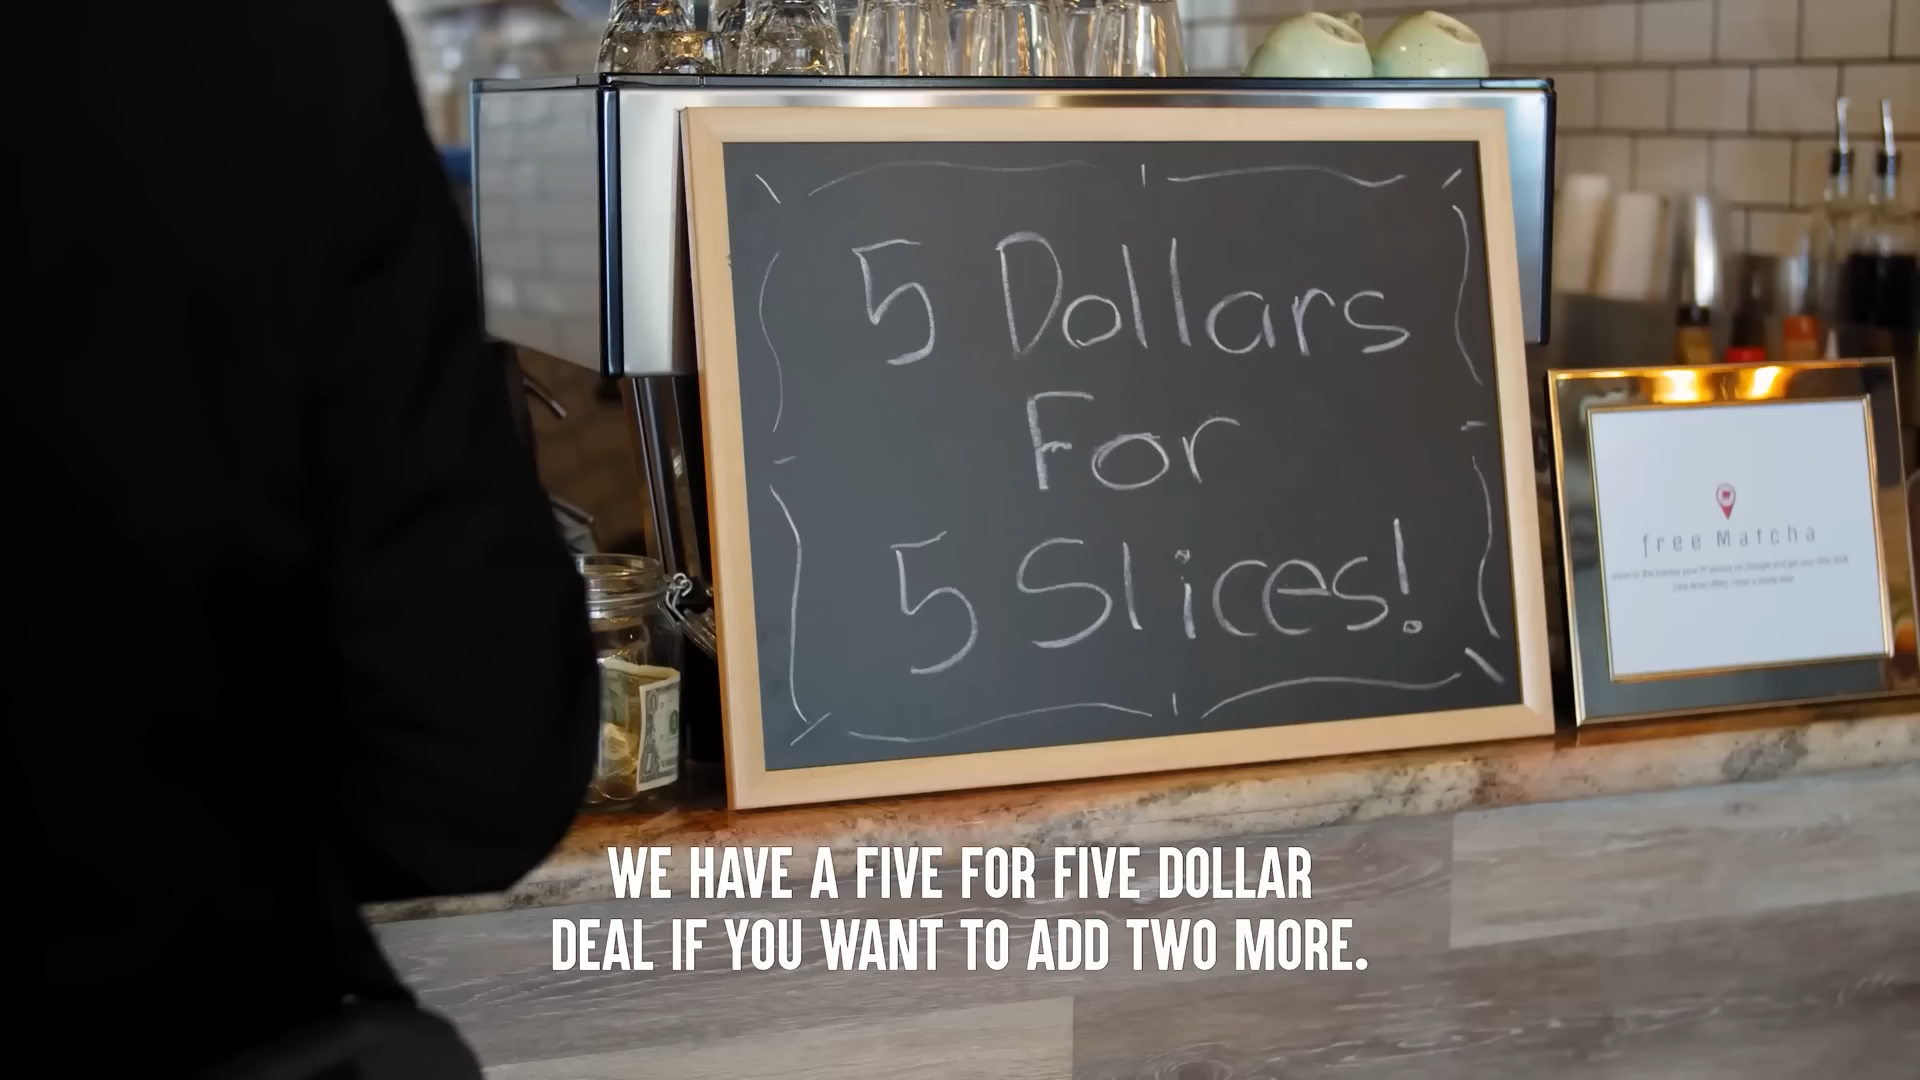 5 Dollars
For
5 Slices!
free Matcha
WE HAVE A FIVE FOR FIVE DOLLAR
DEAL IF YOU WANT TO ADD TWO MORE.